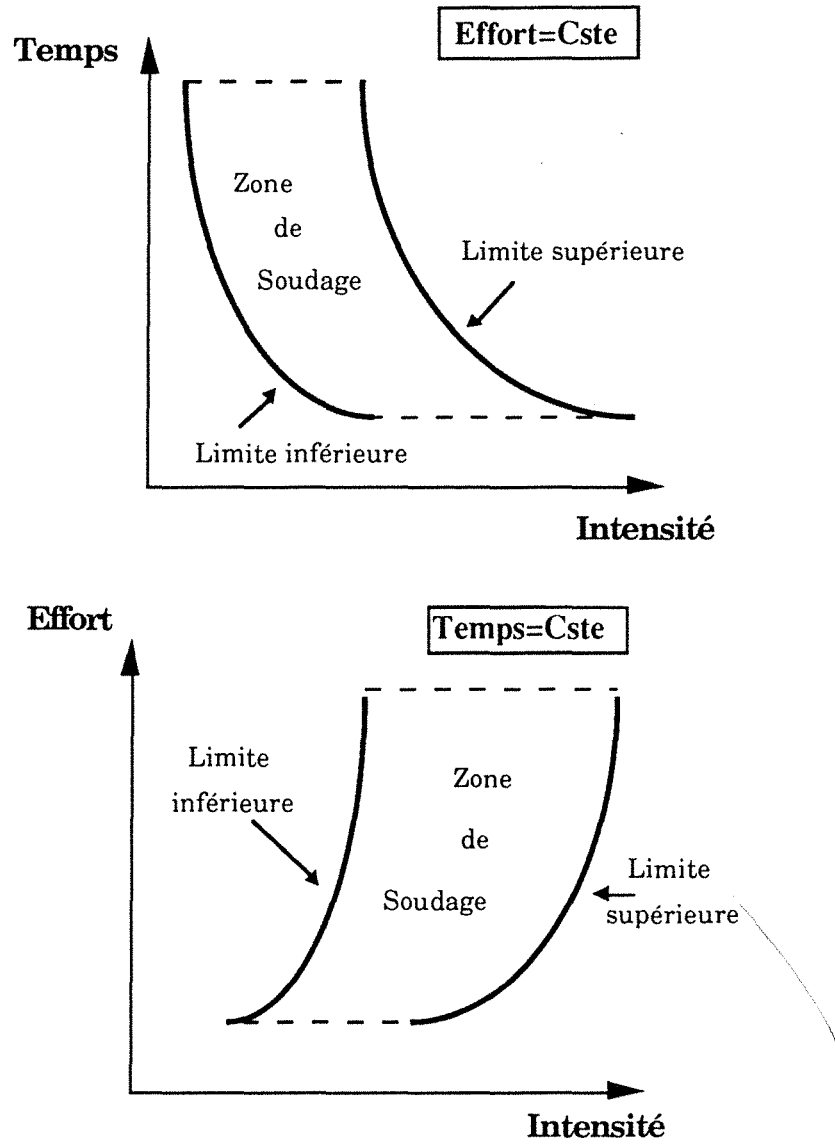 Effort=Cste
Temps
Zone
de
Soudage
Limite supérieure
Limite inférieure
Intensité
Effort
Temps=Cste
Limite
inférieure
Zone
de
Soudage
Limite
supérieure
Intensité